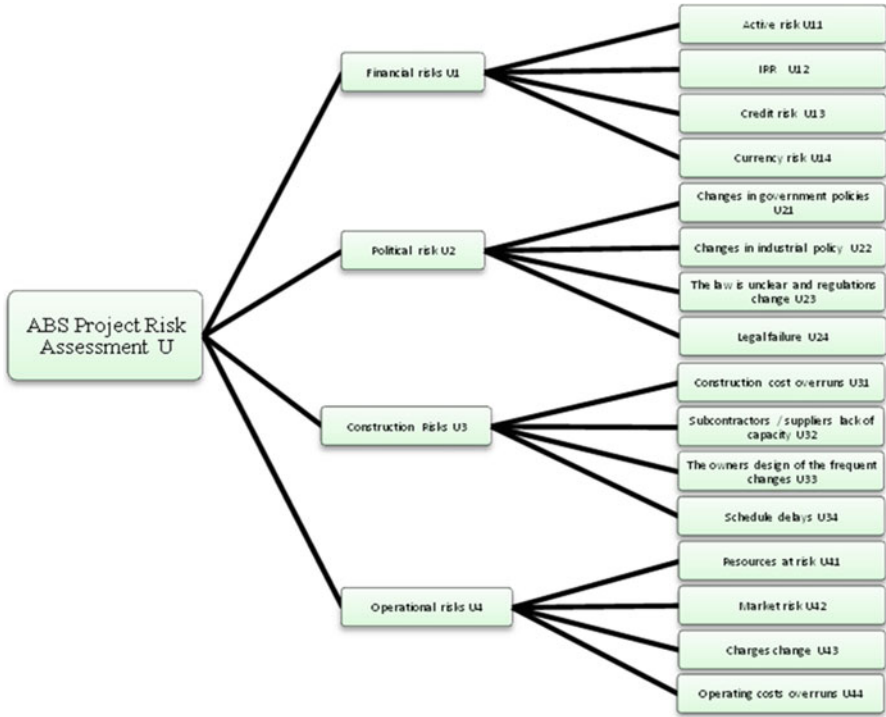 Active risk U11
Financial risks U1
IRR U12
Credit risk U13
Currency risk U14
Changes in government policies
U21
Political risk U2
Changes in industrial policy U22
The law is unclear and regulations
change U23
Legal failure U24
ABS Project Risk
Assessment U
Construction cost overruns U31
Construction Risks U3
Subcontractors / suppliers lack of
capacity U32
The owners design of the frequent
changes U33
Schedule delays U34
Resources at risk U41
Operational risks U4
Market risk U42
Charges change U43
Operating costs overruns U44